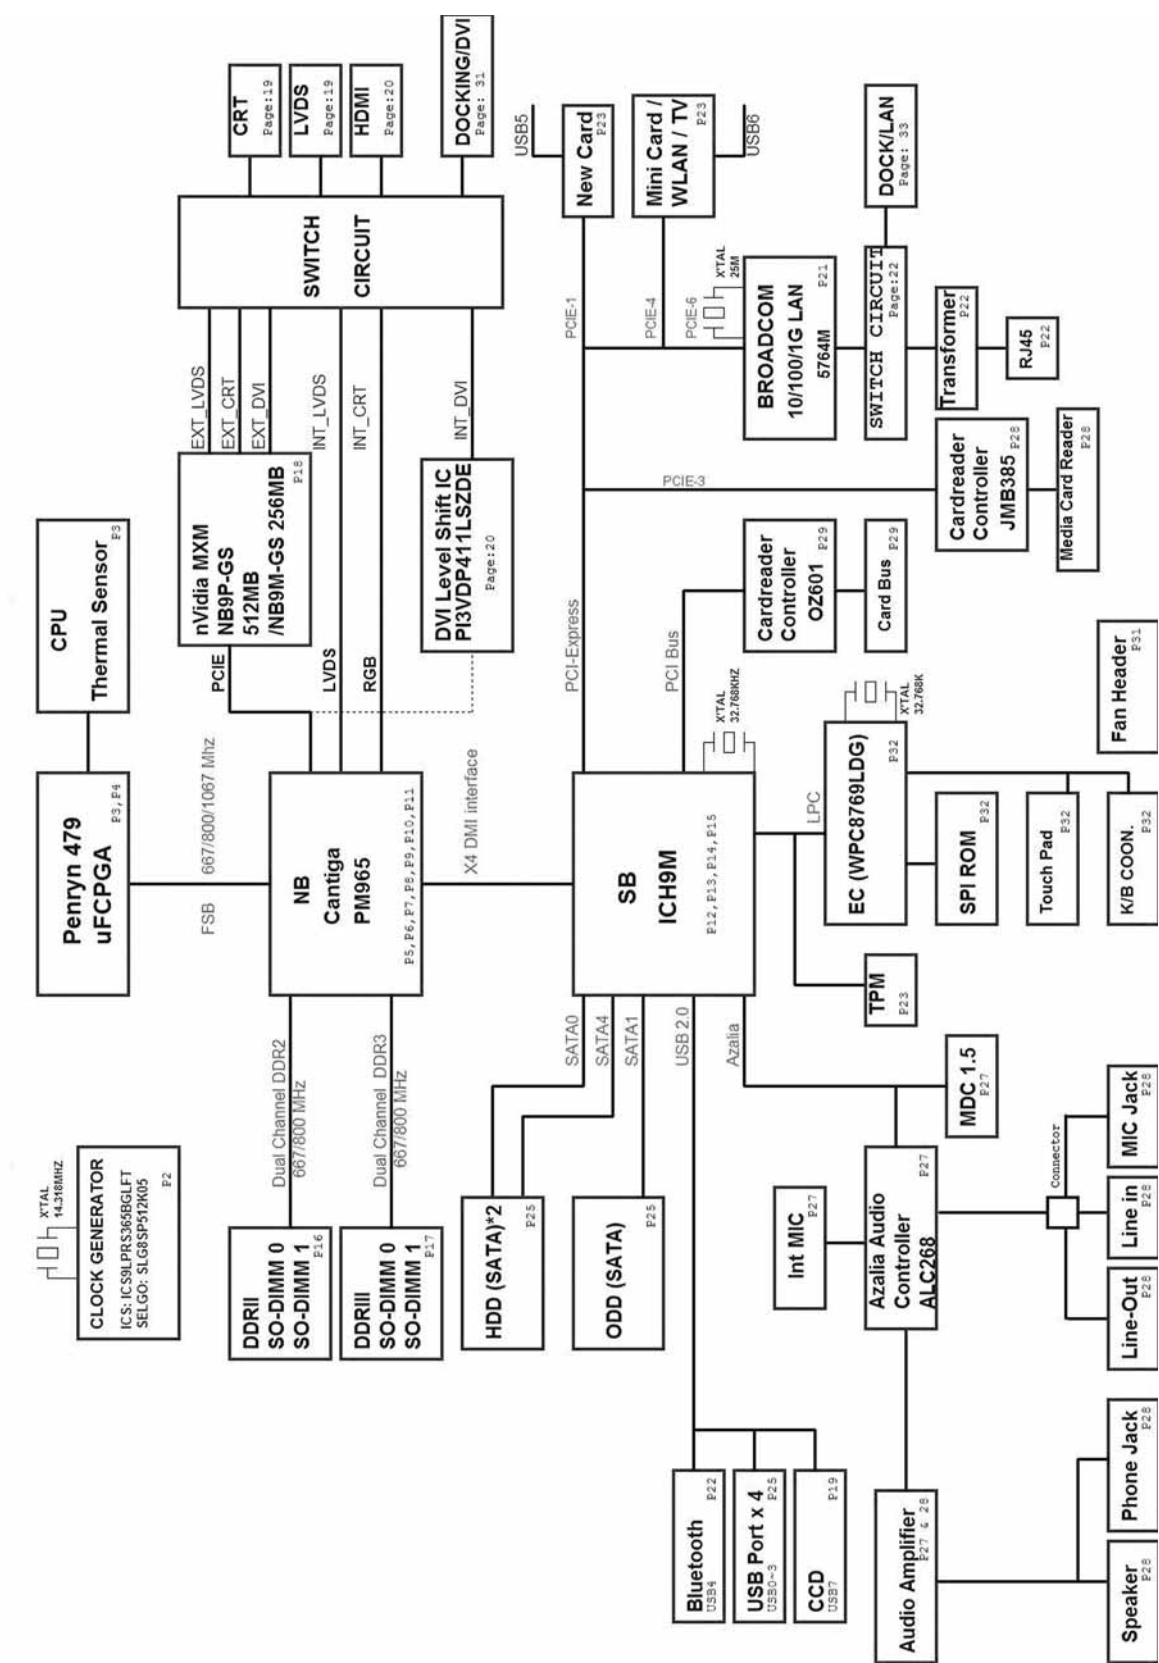 X'TAL
14.318MHZ
CLOCK GENERATOR
ICS: ICS9LPRS365BGLFT
SELGO: SLG8SP512K05
P2
Penryn 479
uFCPGA
P3, P4
CPU
Thermal Sensor
P3
FSB
667/800/1067 Mhz
DDRII
SO-DIMM 0
SO-DIMM 1
P16
Dual Channel DDR2
667/800 MHz
DDRIII
SO-DIMM 0
SO-DIMM 1
P17
Dual Channel DDR3
667/800 MHz
NB
Cantiga
PM965
P5, P6, P7, P8, P9, P10, P11
PCIE
LVDS
RGB
nVidia MXM
NB9P-GS
512MB
/NB9M-GS 256MB
P18
EXT_LVDS
EXT_CRT
EXT_DVI
INT_LVDS
INT_CRT
INT_DVI
DVI Level Shift IC
PI3VDP411LSZDE
Page:20
SWITCH
CIRCUIT
CRT
Page:19
LVDS
Page:19
HDMI
Page:20
DOCKING/DVI
Page: 31
X4 DMI interface
HDD (SATA)*2
P25
ODD (SATA)
P25
SATA0
SATA4
SATA1
USB 2.0
Azalia
SB
ICH9M
P12, P13, P14, P15
PCI-Express
PCI Bus
X'TAL
32.768KHZ
PCIE-1
PCIE-4
PCIE-6
PCIE-3
USB5
New Card
P23
Mini Card /
WLAN / TV
P23
USB6
X'TAL
25M
BROADCOM
10/100/1G LAN
5764M
P21
SWITCH CIRCUIT
Page:22
DOCK/LAN
Page: 33
Transformer
P22
RJ45
P22
Cardreader
Controller
OZ601
P29
Card Bus
P29
Cardreader
Controller
JMB385
P28
Media Card Reader
P28
LPC
EC (WPC8769LDG)
P32
X'TAL
32.768K
SPI ROM
P32
Touch Pad
P32
K/B COON.
P32
Fan Header
P31
TPM
P23
MDC 1.5
P27
Int MIC
P27
Azalia Audio
Controller
ALC268
P27
Connector
MIC Jack
P28
Line in
P28
Line-Out
P28
Bluetooth
USB4
P22
USB Port x 4
USB0~3
P25
CCD
USB7
P19
Audio Amplifier
P27 & 28
Phone Jack
P28
Speaker
P28